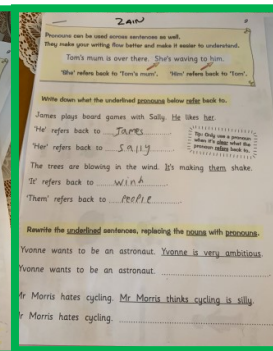 ZAIN
Pronouns can be used across sentences as well.
They make your writing flow better and make it easier to understand.
Tom's mum is over there. She's waving to him.
'She' refers back to 'Tom's mum'. 'Him' refers back to 'Tom'.
Write down what the underlined pronouns below refer back to.
James plays board games with Sally. He likes her.
'He' refers back to James.
'Her' refers back to Sally
Tip: Only use a pronoun
when it's clear what the
pronoun refers back to.
The trees are blowing in the wind. It's making them shake.
'It' refers back to wind
'Them' refers back to PeoPle
Rewrite the underlined sentences, replacing the nouns with pronouns.
Yvonne wants to be an astronaut. Yvonne is very ambitious.
Yvonne wants to be an astronaut.
Mr Morris hates cycling. Mr Morris thinks cycling is silly.
r Morris hates cycling.